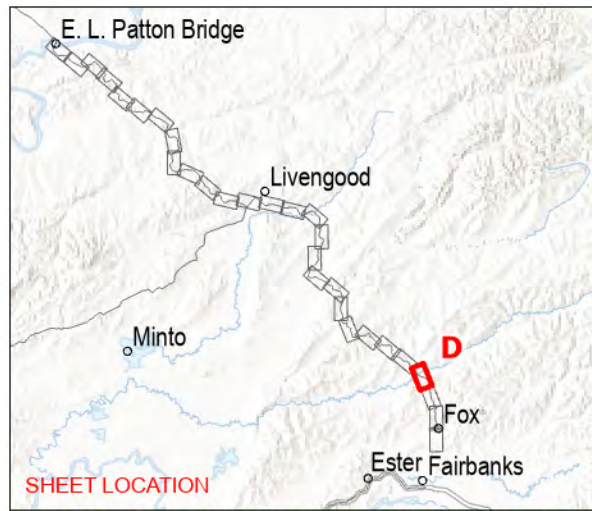 E. L. Patton Bridge
Livengood
Minto
D
Fox
Ester Fairbanks
SHEET LOCATION